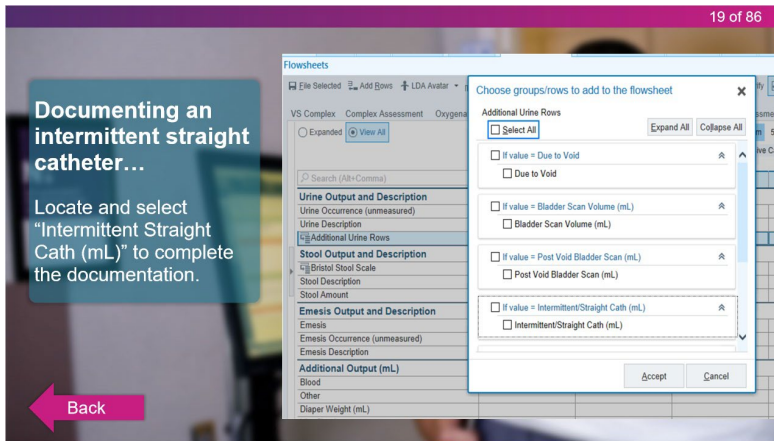 19 of 86
Documenting an
intermittent straight
catheter…
Locate and select
“Intermittent Straight
Cath (mL)” to complete
the documentation.
Back
Flowsheets
File Selected Add Rows LDA Avatar
VS Complex Complex Assessment
Expanded View All
Search (Alt+Comma)
Urine Output and Description
Urine Occurrence (unmeasured)
Urine Description
Additional Urine Rows
Stool Output and Description
Bristol Stool Scale
Stool Description
Stool Amount
Emesis Output and Description
Emesis
Emesis Occurrence (unmeasured)
Emesis Description
Additional Output (mL)
Blood
Other
Diaper Weight (mL)
Choose groups/rows to add to the flowsheet
Additional Urine Rows
Select All Expand All Collapse All
If value = Due to Void
Due to Void
If value = Bladder Scan Volume (mL)
Bladder Scan Volume (mL)
If value = Post Void Bladder Scan (mL)
Post Void Bladder Scan (mL)
If value = Intermittent/Straight Cath (mL)
Intermittent/Straight Cath (mL)
Accept Cancel